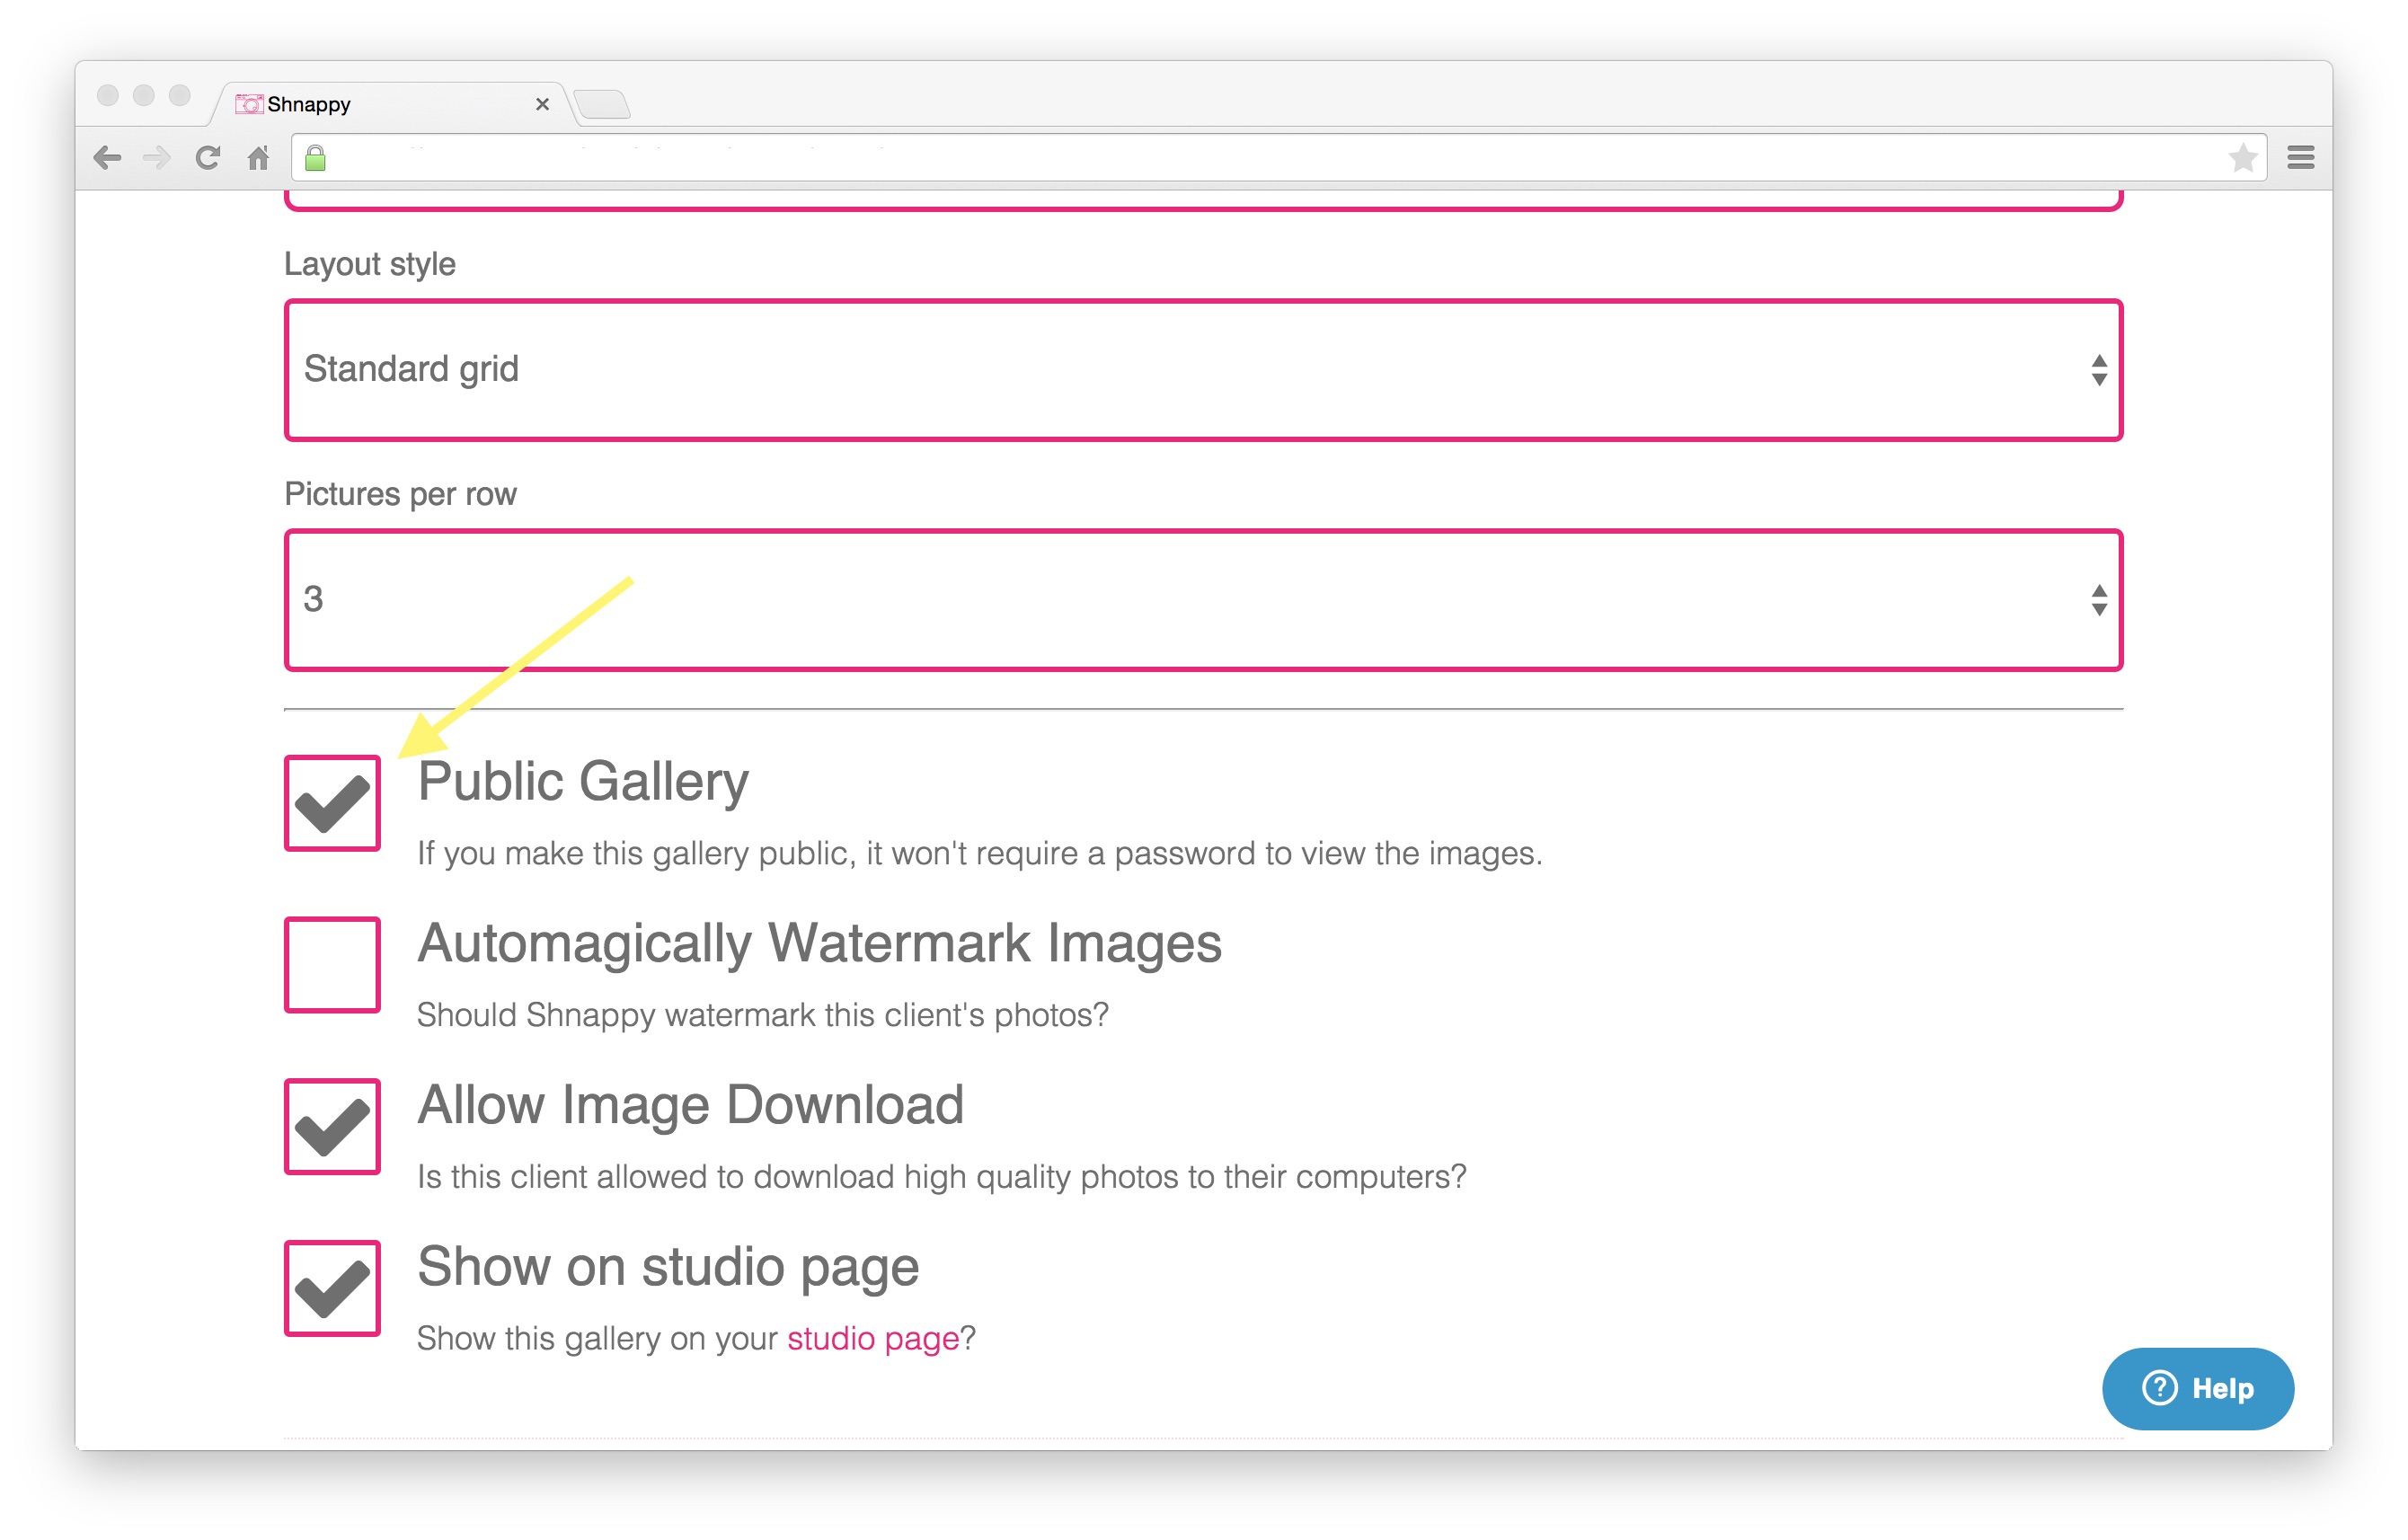 Shnappy
Layout style
Standard grid
Pictures per row
3
Public Gallery
If you make this gallery public, it won't require a password to view the images.
Automagically Watermark Images
Should Shnappy watermark this client's photos?
Allow Image Download
Is this client allowed to download high quality photos to their computers?
Show on studio page
Show this gallery on your studio page?
Help